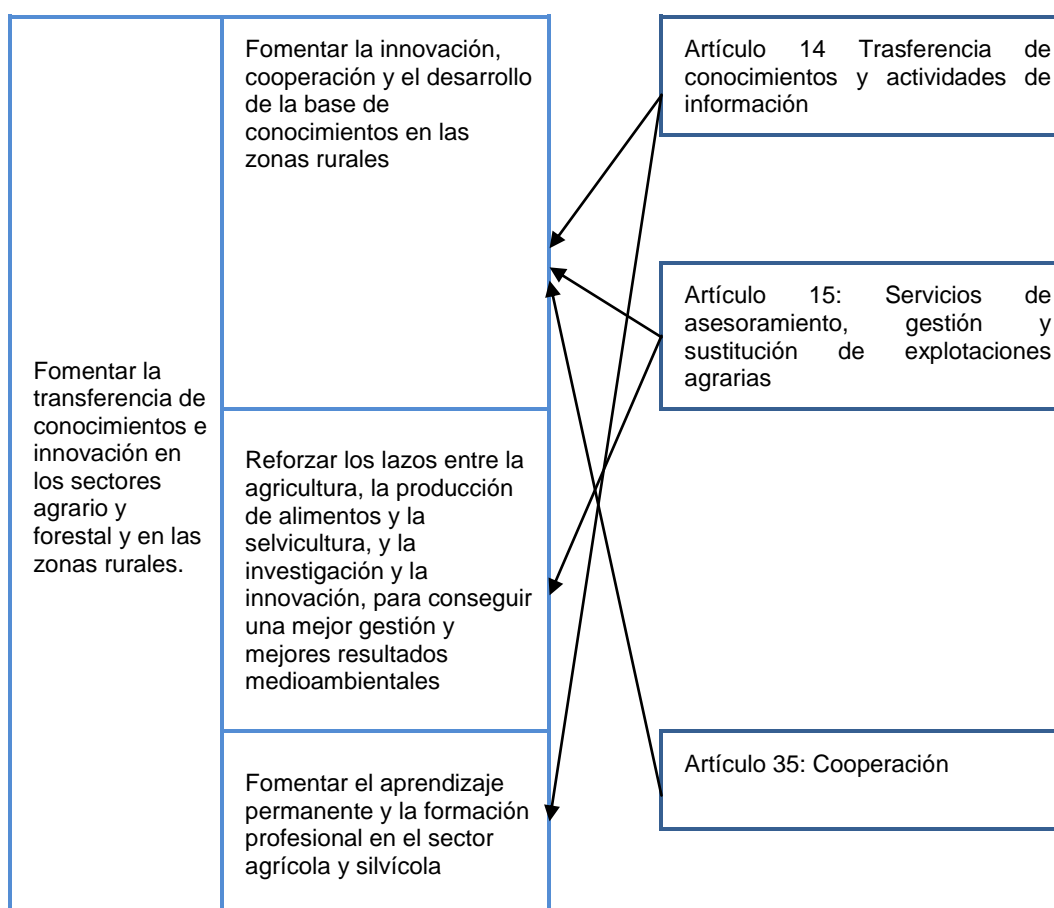 Fomentar la
transferencia de
conocimientos e
innovación en
los sectores
agrario y
forestal y en las
zonas rurales.
Fomentar la innovación,
cooperación y el desarrollo
de la base de
conocimientos en las
zonas rurales
Reforzar los lazos entre la
agricultura, la producción
de alimentos y la
selvicultura, y la
investigación y la
innovación, para conseguir
una mejor gestión y
mejores resultados
medioambientales
Fomentar el aprendizaje
permanente y la formación
profesional en el sector
agrícola y silvícola
Artículo 14 Trasferencia de
conocimientos y actividades de
información
Artículo 15: Servicios de
asesoramiento, gestión y
sustitución de explotaciones
agrarias
Artículo 35: Cooperación